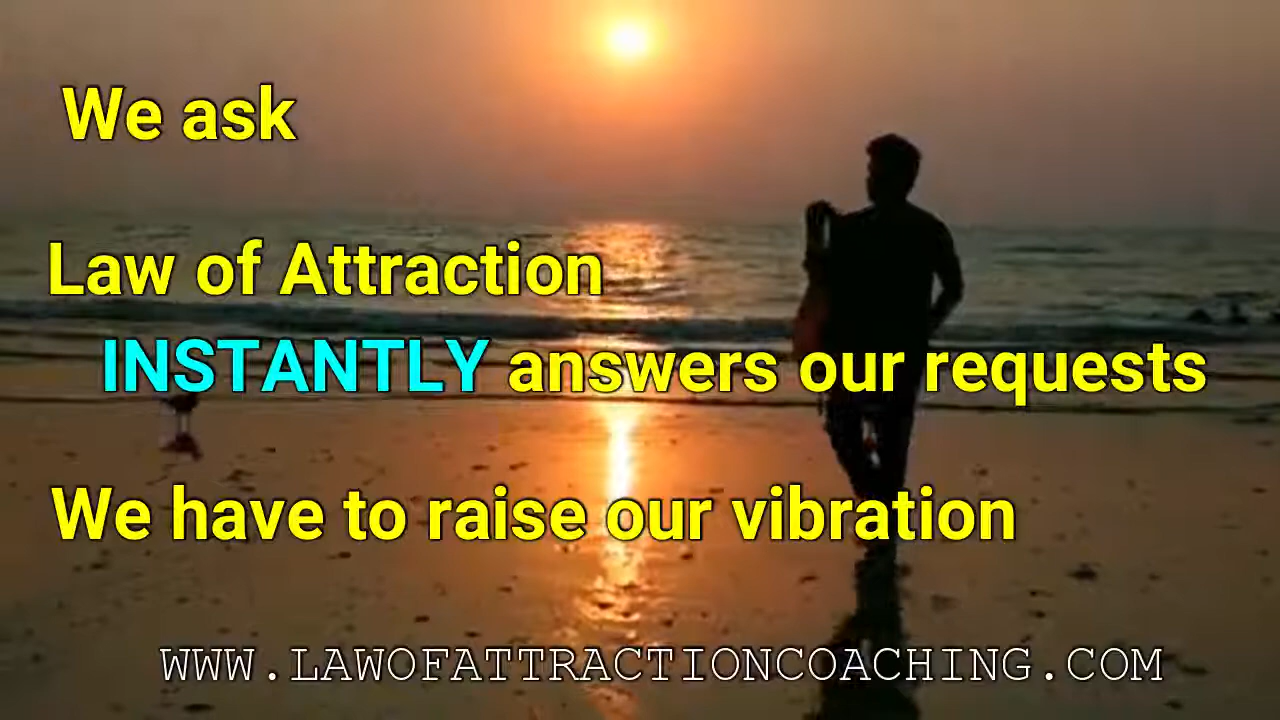 We ask
Law of Attraction
INSTANTLY answers our requests
We have to raise our vibration
WWW.LAWOFATTRACTIONCOACHING.COM